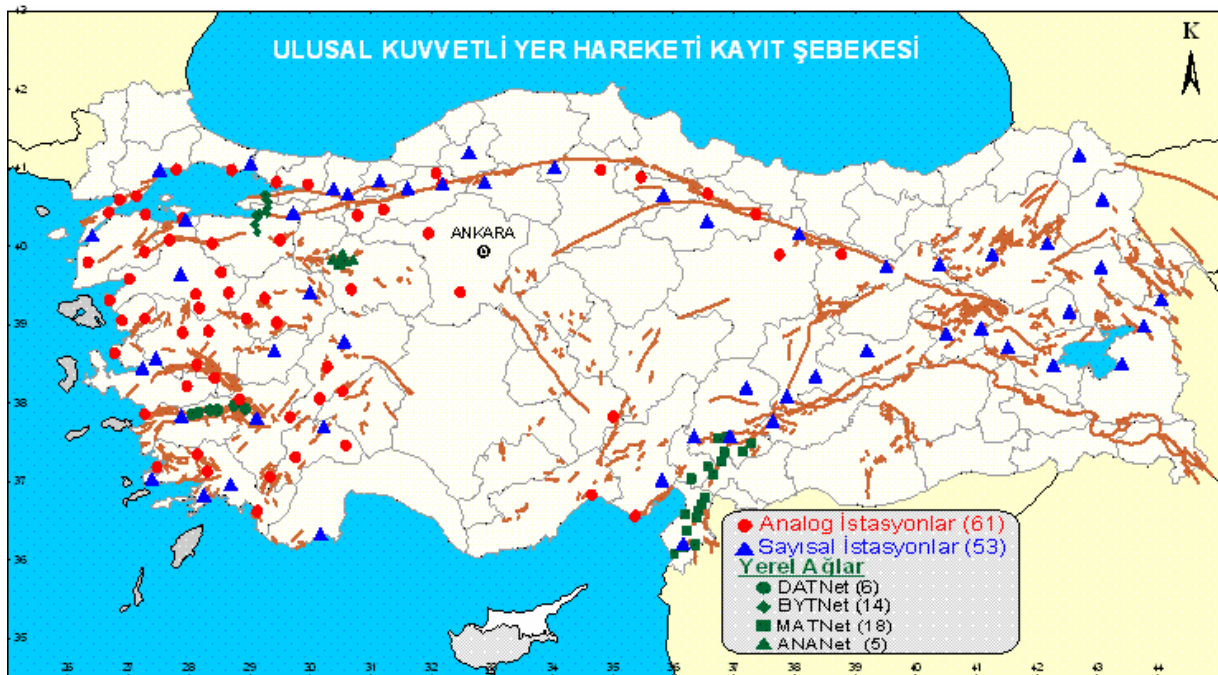 ULUSAL KUVVETLİ YER HAREKETİ KAYIT ŞEBEKESİ
K
43
42
41
40
39
38
37
36
35
ANKARA
Analog İstasyonlar (61)
Sayısal İstasyonlar (53)
Yerel Ağlar
DATNet (6)
BYTNet (14)
MATNet (18)
ANANet (5)
26 27 28 29 30 31 32 33 34 35 36 37 38 39 40 41 42 43 44